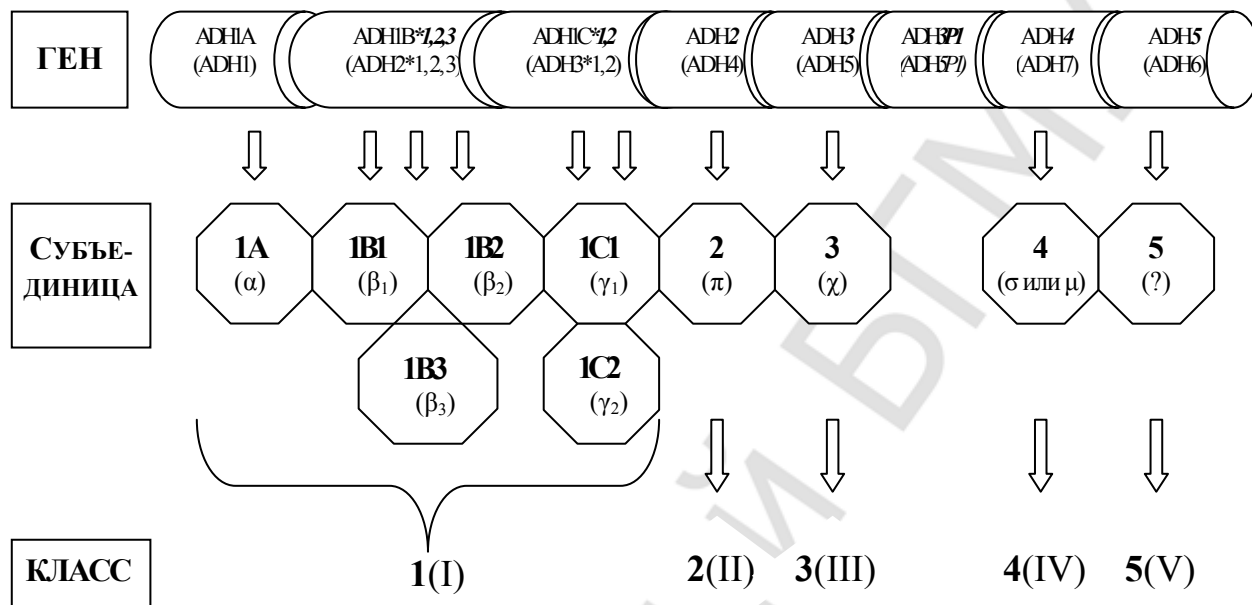 ГЕН
ADH1A ADH1B*1,2,3 ADH1C*1,2 ADH2 ADH3 ADH3P1 ADH4 ADH5
(ADH1) (ADH2*1, 2, 3) (ADH3*1, 2) (ADH4) (ADH5) (ADH5P1) (ADH7) (ADH6)
СУБЪЕ-
ДИНИЦА
1A 1B1 1B2 1C1 2 3 4 5
(α) (β₁) (β₂) (γ₁) (π) (χ) (σ или μ) (?)
1B3 1C2
(β₃) (γ₂)
КЛАСС
1(I) 2(II) 3(III) 4(IV) 5(V)
Й БГМ